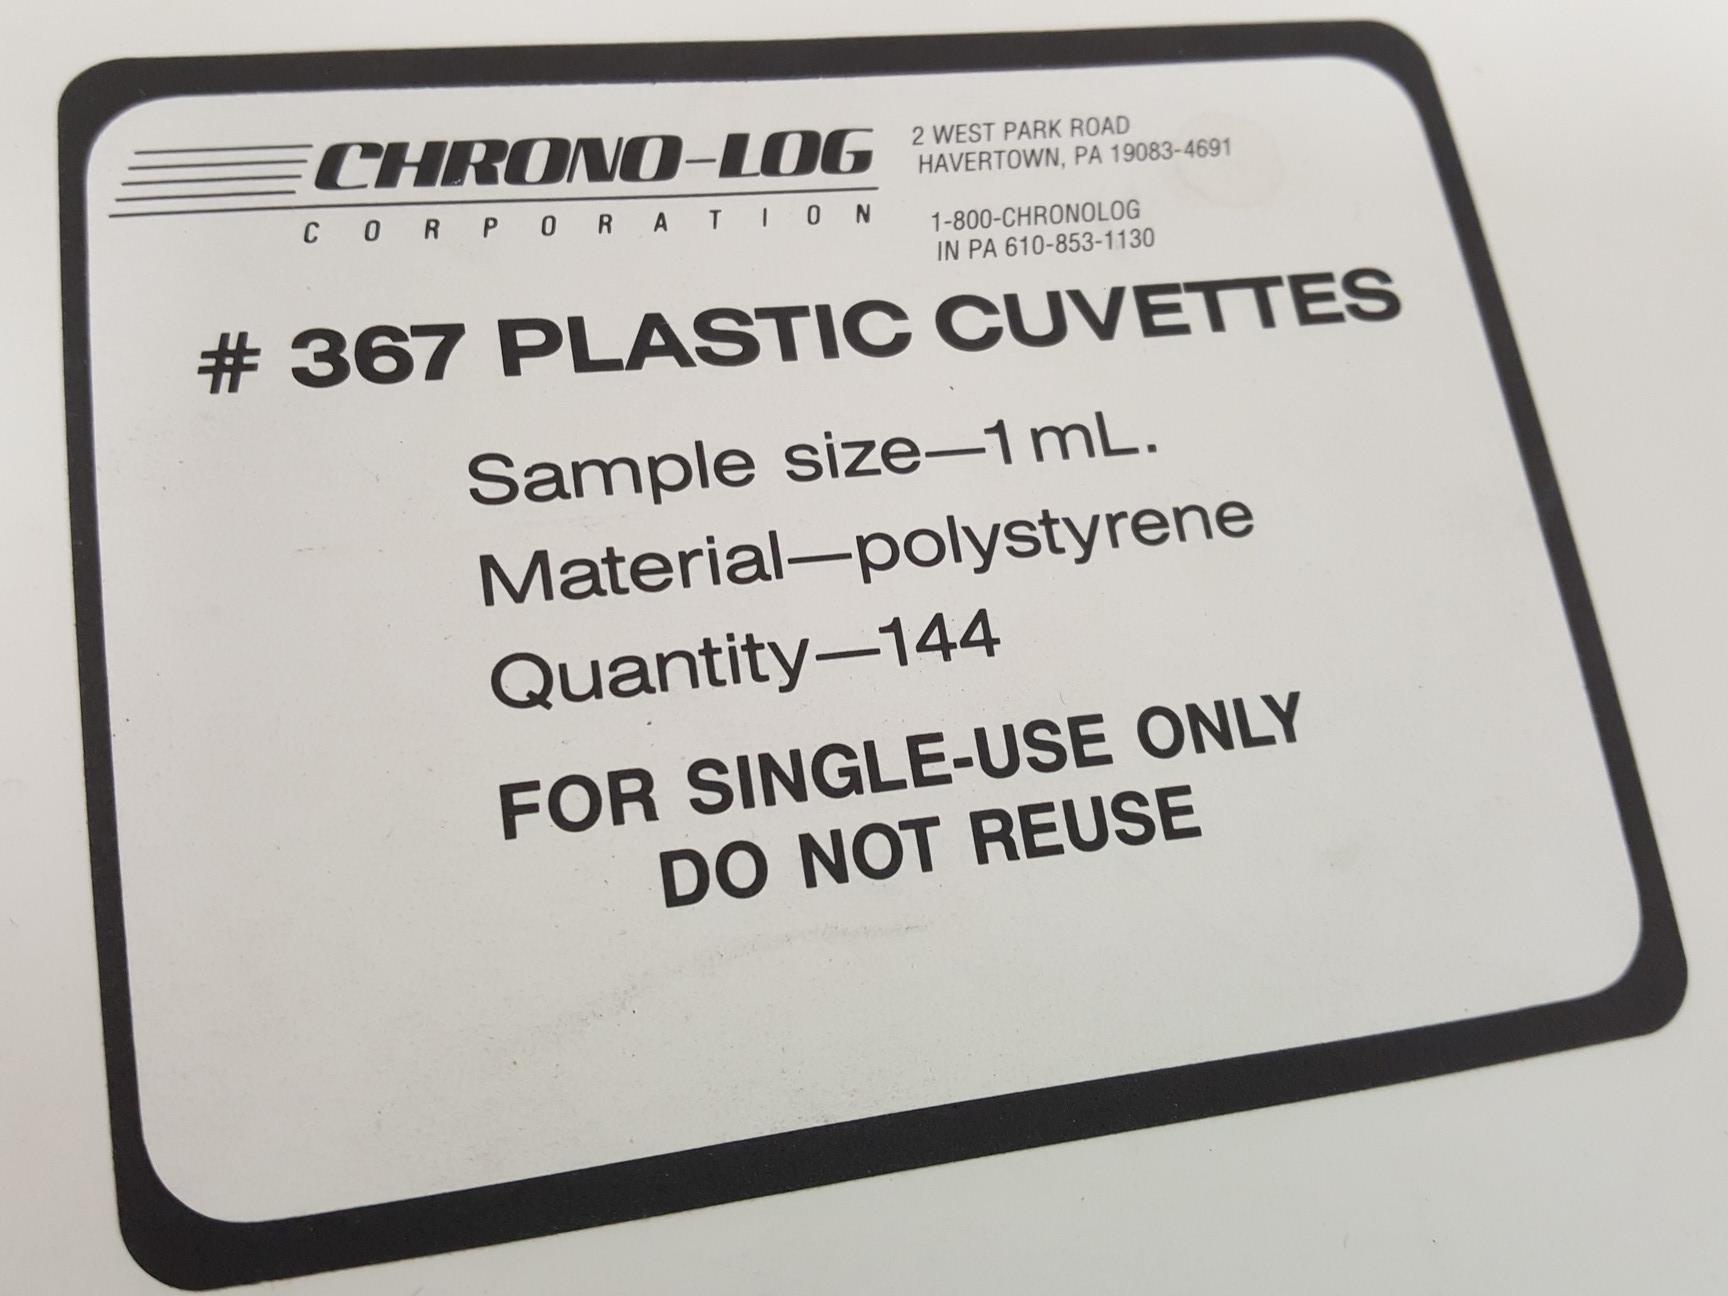 CHRONO-LOG
CORPORATION
2 WEST PARK ROAD
HAVERTOWN, PA 19083-4691
1-800-CHRONOLOG
IN PA 610-853-1130
# 367 PLASTIC CUVETTES
Sample size—1 mL.
Material—polystyrene
Quantity—144
FOR SINGLE-USE ONLY
DO NOT REUSE